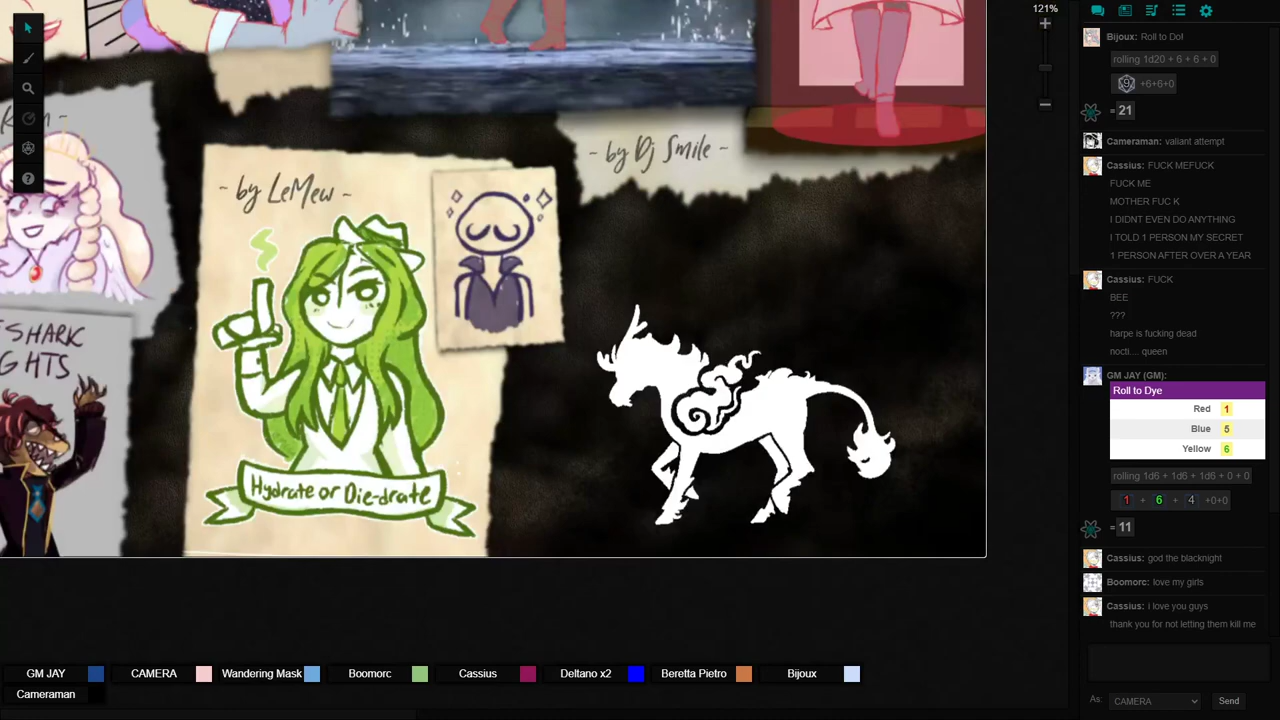 121%
- by Dj Smile -
- by LeMew -
SHARK
Hydrate or Die-drate
GM JAY
CAMERA
Wandering Mask
Boomorc
Cassius
Deltano x2
Beretta Pietro
Bijoux
Cameraman
Bijoux: Roll to Do!
rolling 1d20 + 6 + 6 + 0
9 +6+6+0
= 21
Cameraman: valiant attempt
Cassius: FUCK MEFUCK
FUCK ME
MOTHER FUC K
I DIDNT EVEN DO ANYTHING
I TOLD 1 PERSON MY SECRET
1 PERSON AFTER OVER A YEAR
Cassius: FUCK
BEE
???
harpe is fucking dead
nocti.... queen
GM JAY (GM):
Roll to Dye
Red 1
Blue 5
Yellow 6
rolling 1d6 + 1d6 + 1d6 + 0 + 0
1 + 6 + 4 +0+0
= 11
Cassius: god the blacknight
Boomorc: love my girls
Cassius: i love you guys
thank you for not letting them kill me
As: CAMERA Send